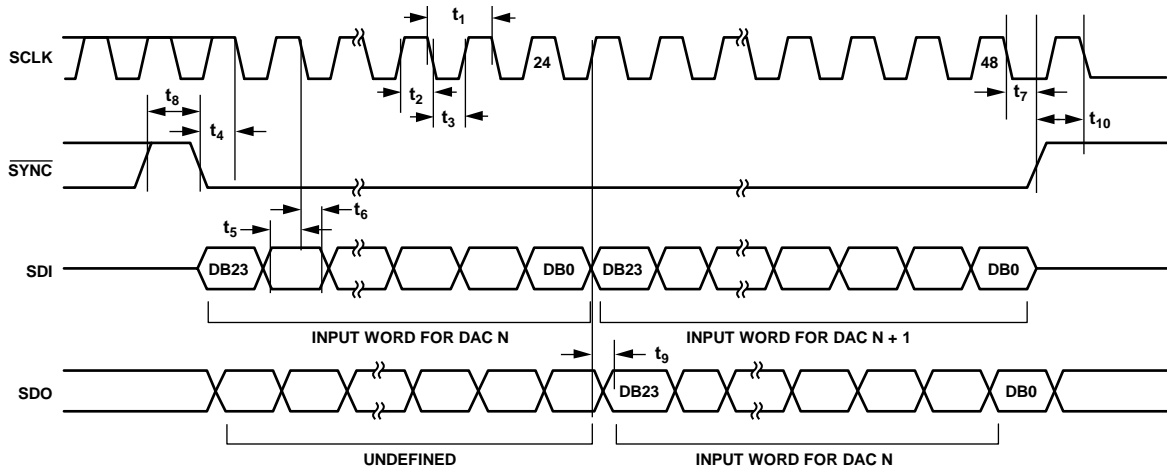 t1
SCLK
24
48
t2
t3
t7
t8
t4
t10
SYNC
t5
t6
SDI
DB23
DB0
DB23
DB0
INPUT WORD FOR DAC N
INPUT WORD FOR DAC N + 1
t9
SDO
DB23
DB0
UNDEFINED
INPUT WORD FOR DAC N